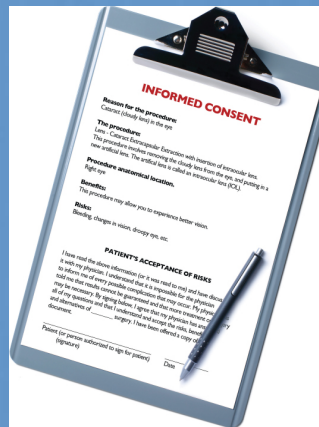 INFORMED CONSENT
Reason for the procedure:
Cataract (cloudy lens) in the eye
The procedure:
Lens - Cataract Extracapsular Extraction with insertion of intraocular lens.
This procedure involves removing the cloudy lens from the eye, and putting in a
new artificial lens. The artificial lens is called an intraocular lens (IOL).
Procedure anatomical location.
Right eye
Benefits:
This procedure may allow you to experience better vision.
Risks:
Bleeding, changes in vision, droopy eye, etc.
PATIENT'S ACCEPTANCE OF RISKS
I have read the above information (or it was read to me) and have
it with my physician. I understand that it is impossible for the physician
to inform me of every possible complication that may occur. My
told me that results cannot be guaranteed and that more treatment
may be necessary. By signing below, I agree that my physician has
all of my questions and that I understand and accept the risks,
and alternatives of ______ surgery. I have been offered a copy of
document.
Patient (or person authorized to sign for patient)
(signature)
Date